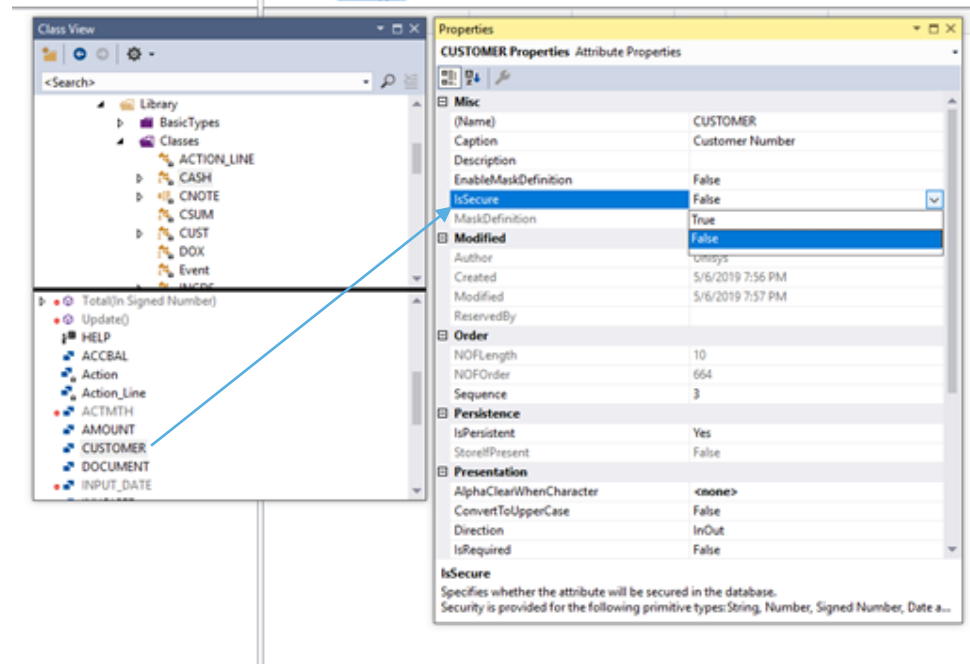 Class View
<Search>
Library
BasicTypes
Classes
ACTION_LINE
CASH
CNOTE
CSUM
CUST
DOX
Event
Total(In Signed Number)
Update()
HELP
ACCBAL
Action
Action_Line
ACTMTH
AMOUNT
CUSTOMER
DOCUMENT
INPUT_DATE
Properties
CUSTOMER Properties Attribute Properties
Misc
(Name) CUSTOMER
Caption Customer Number
Description
EnableMaskDefinition False
IsSecure False
MaskDefinition True
Modified False
Author Unisys
Created 5/6/2019 7:56 PM
Modified 5/6/2019 7:57 PM
ReservedBy
Order
NOFLength 10
NOFOrder 664
Sequence 3
Persistence
IsPersistent Yes
StoreIfPresent False
Presentation
AlphaClearWhenCharacter <none>
ConvertToUpperCase False
Direction InOut
IsRequired False
IsSecure
Specifies whether the attribute will be secured in the database.
Security is provided for the following primitive types: String, Number, Signed Number, Date a...